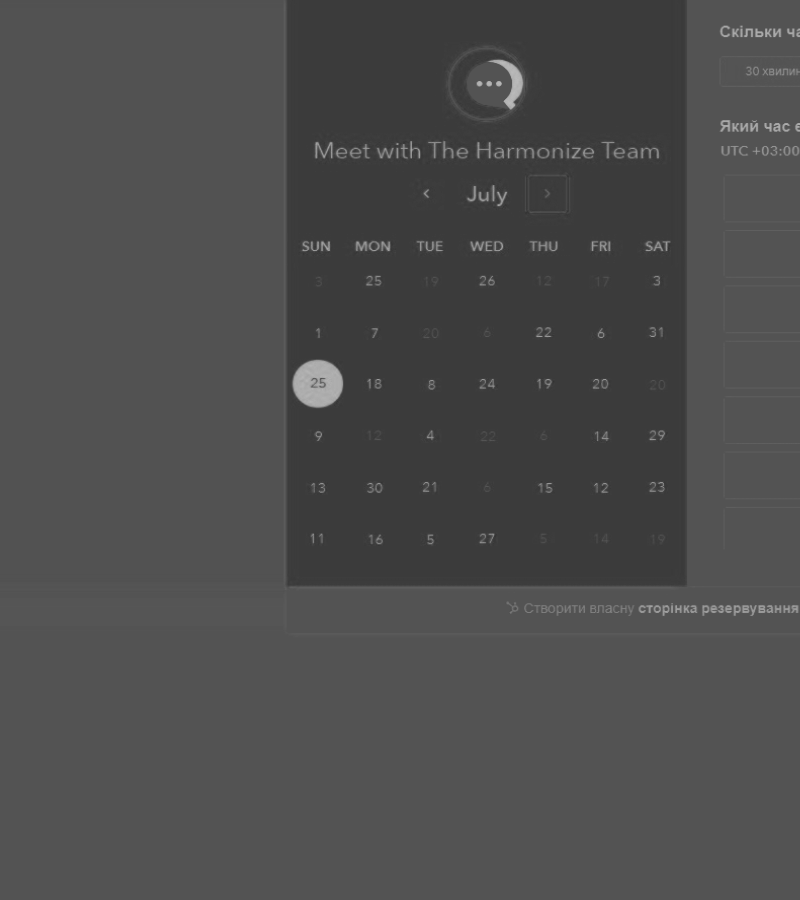 Meet with The Harmonize Team
July
SUN MON TUE WED THU FRI SAT
3 25 19 26 12 17 3
1 7 20 6 22 6 31
25 18 8 24 19 20 20
9 12 4 22 6 14 29
13 30 21 6 15 12 23
11 16 5 27 5 14 19
Скільки ча
30 хвилин
Який час є
UTC +03:00
Створити власну сторінка резервування